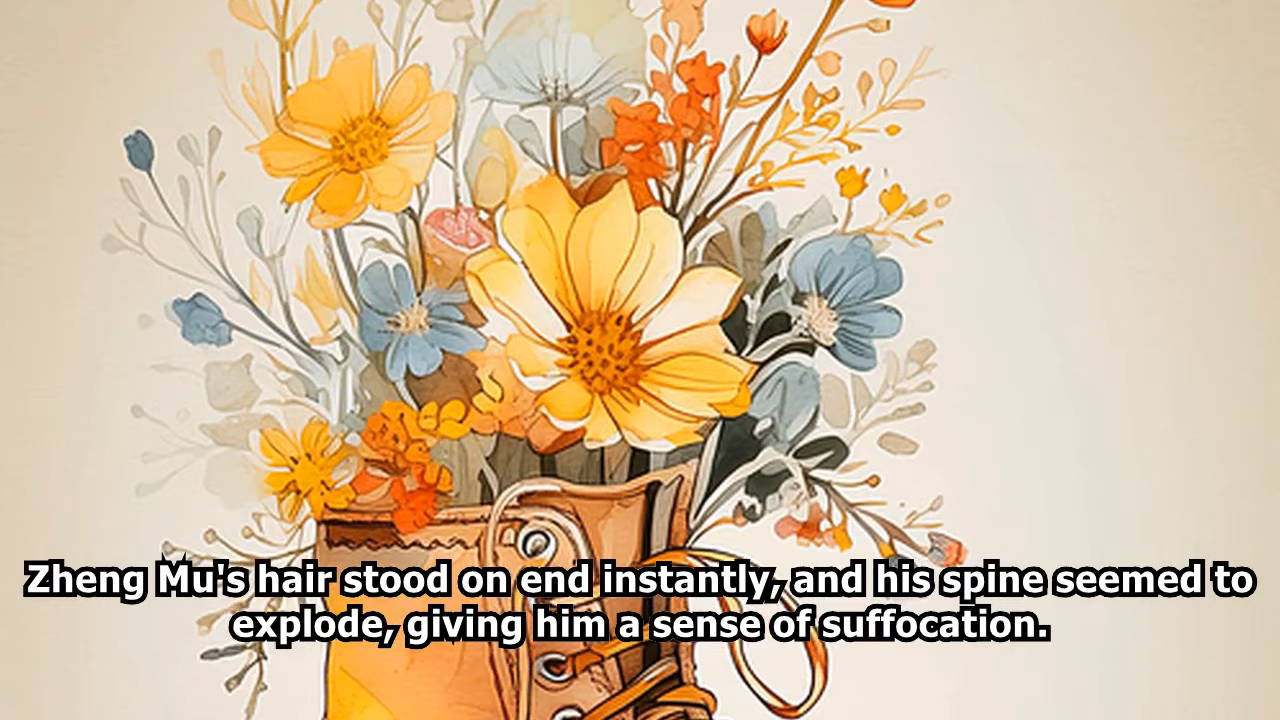 Zheng Mu's hair stood on end instantly, and his spine seemed to
explode, giving him a sense of suffocation.